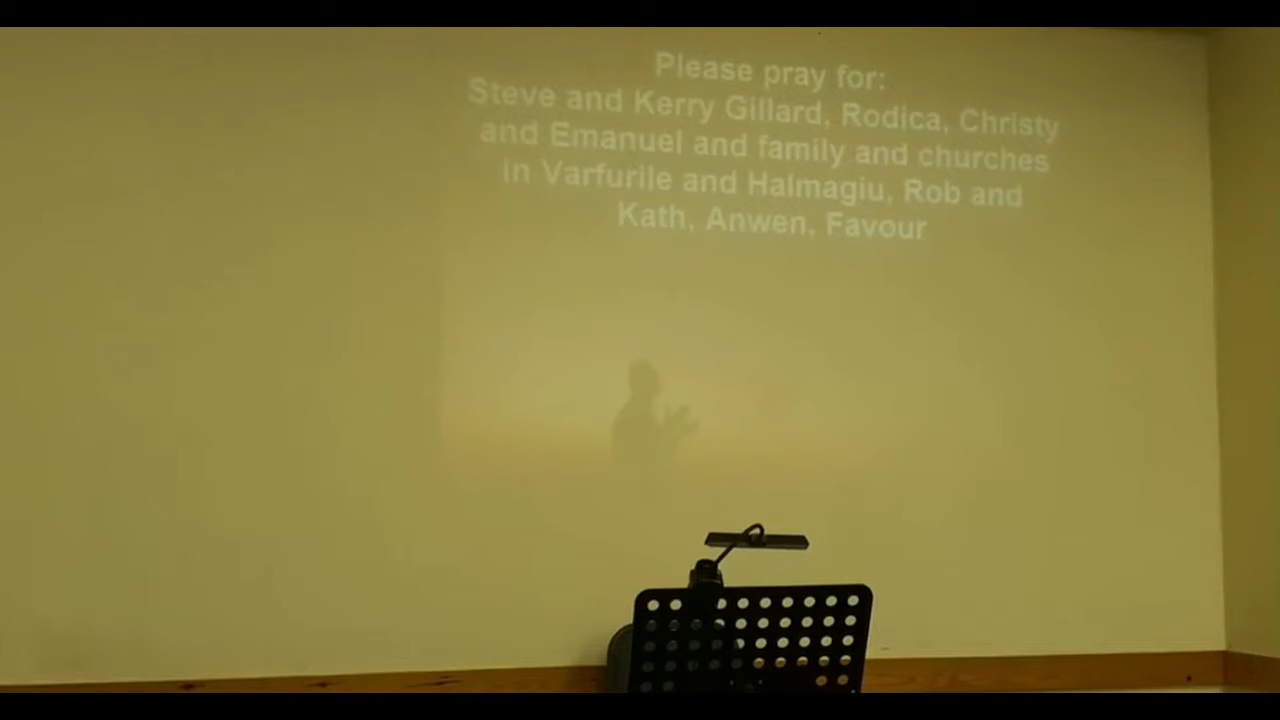 Please pray for:
Steve and Kerry Gillard, Rodica, Christy
and Emanuel and family and churches
in Varfurile and Halmagiu, Rob and
Kath, Anwen, Favour